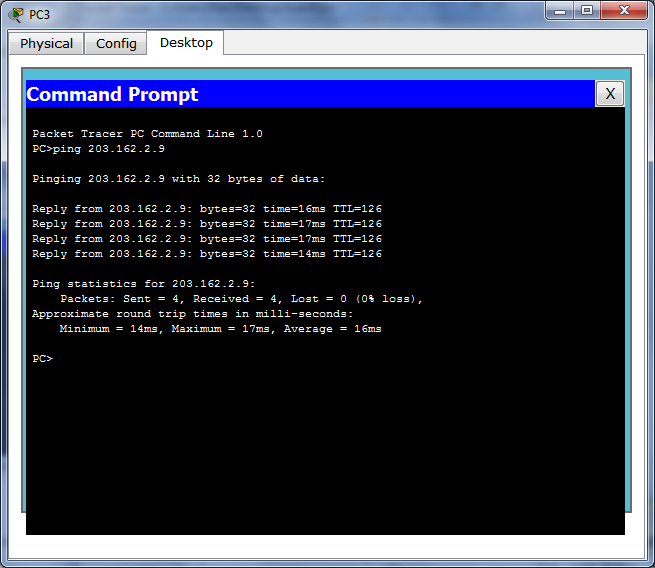 PC3
Physical Config Desktop
Command Prompt X
Packet Tracer PC Command Line 1.0
PC>ping 203.162.2.9
Pinging 203.162.2.9 with 32 bytes of data:
Reply from 203.162.2.9: bytes=32 time=16ms TTL=126
Reply from 203.162.2.9: bytes=32 time=17ms TTL=126
Reply from 203.162.2.9: bytes=32 time=17ms TTL=126
Reply from 203.162.2.9: bytes=32 time=14ms TTL=126
Ping statistics for 203.162.2.9:
Packets: Sent = 4, Received = 4, Lost = 0 (0% loss),
Approximate round trip times in milli-seconds:
Minimum = 14ms, Maximum = 17ms, Average = 16ms
PC>